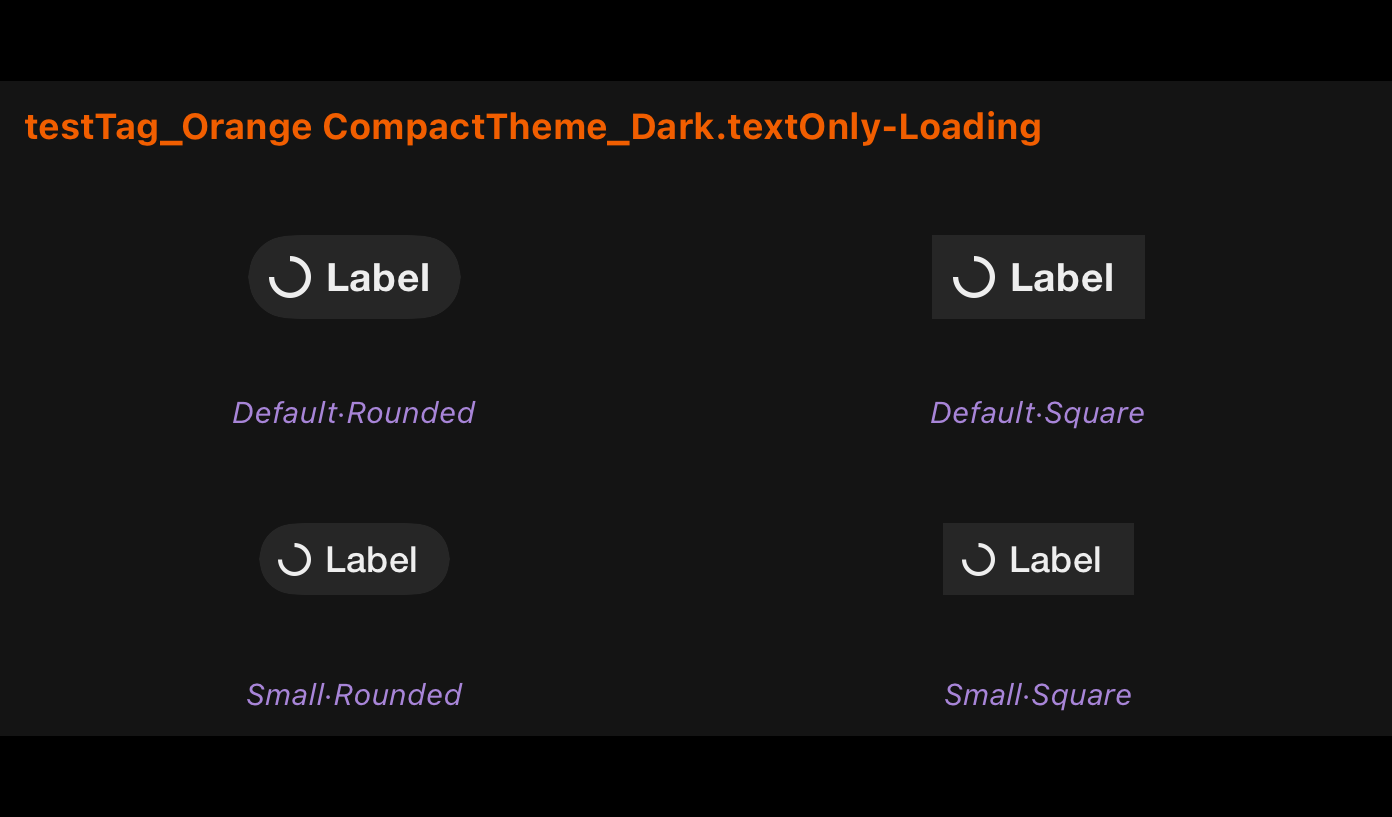 testTag_Orange CompactTheme_Dark.textOnly-Loading
Label
Label
Default·Rounded
Default·Square
Label
Label
Small·Rounded
Small·Square